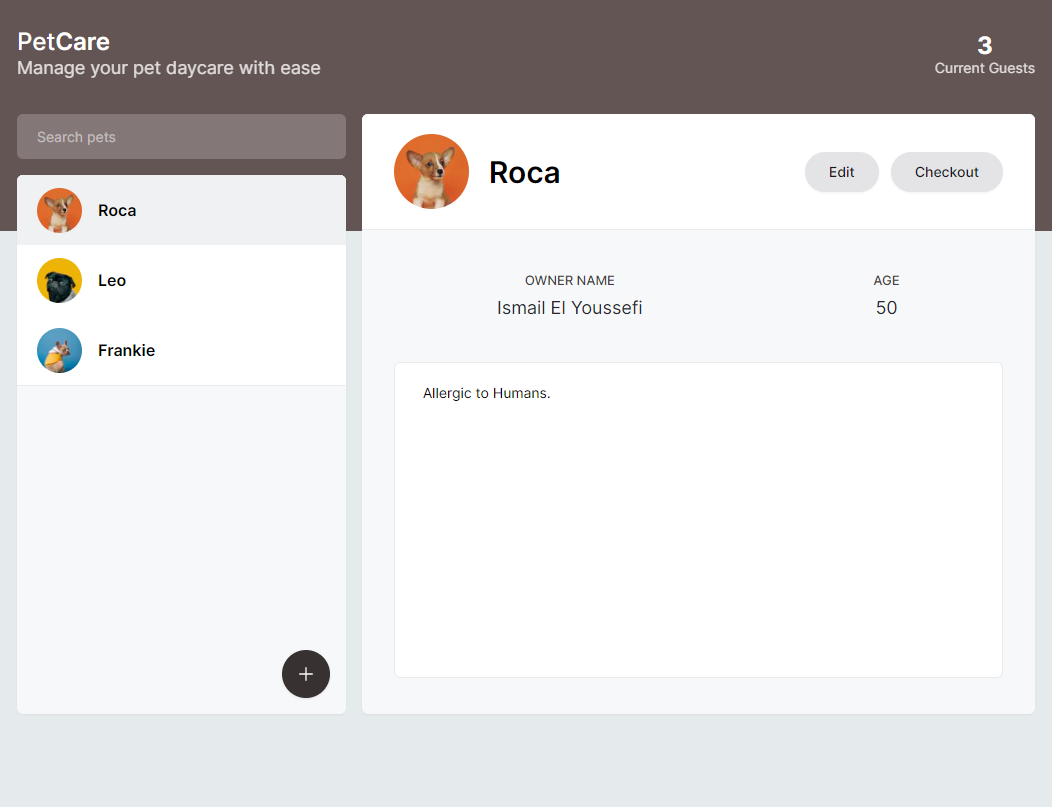 PetCare
Manage your pet daycare with ease
3
Current Guests
Search pets
Roca
Leo
Frankie
Roca
Edit
Checkout
OWNER NAME
Ismail El Youssefi
AGE
50
Allergic to Humans.